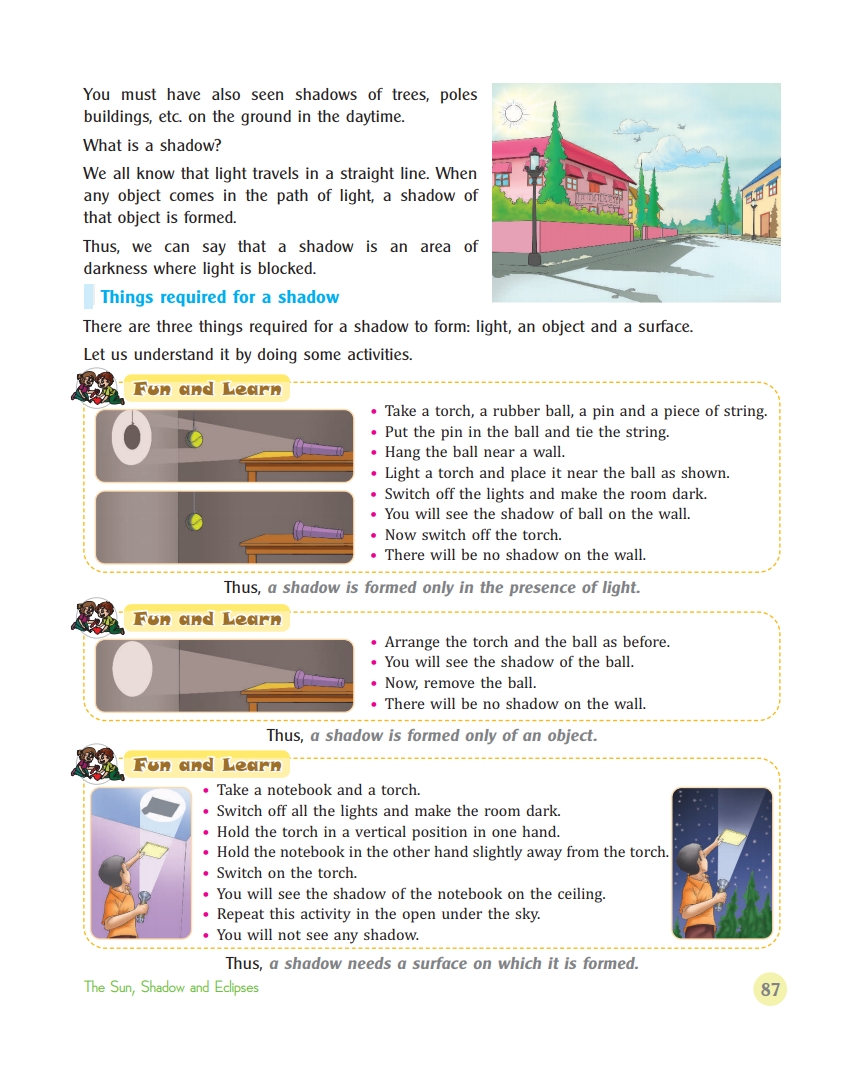 You must have also seen shadows of trees, poles
buildings, etc. on the ground in the daytime.
What is a shadow?
We all know that light travels in a straight line. When
any object comes in the path of light, a shadow of
that object is formed.
Thus, we can say that a shadow is an area of
darkness where light is blocked.
Things required for a shadow
There are three things required for a shadow to form: light, an object and a surface.
Let us understand it by doing some activities.
Fun and Learn
• Take a torch, a rubber ball, a pin and a piece of string.
• Put the pin in the ball and tie the string.
• Hang the ball near a wall.
• Light a torch and place it near the ball as shown.
• Switch off the lights and make the room dark.
• You will see the shadow of ball on the wall.
• Now switch off the torch.
• There will be no shadow on the wall.
Thus, a shadow is formed only in the presence of light.
Fun and Learn
• Arrange the torch and the ball as before.
• You will see the shadow of the ball.
• Now, remove the ball.
• There will be no shadow on the wall.
Thus, a shadow is formed only of an object.
Fun and Learn
• Take a notebook and a torch.
• Switch off all the lights and make the room dark.
• Hold the torch in a vertical position in one hand.
• Hold the notebook in the other hand slightly away from the torch.
• Switch on the torch.
• You will see the shadow of the notebook on the ceiling.
• Repeat this activity in the open under the sky.
• You will not see any shadow.
Thus, a shadow needs a surface on which it is formed.
The Sun, Shadow and Eclipses
87